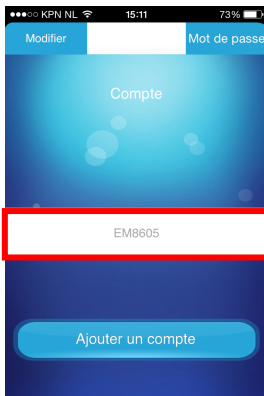 KPN NL 15:11 73%
Modifier Mot de passe
Compte
EM8605
Ajouter un compte